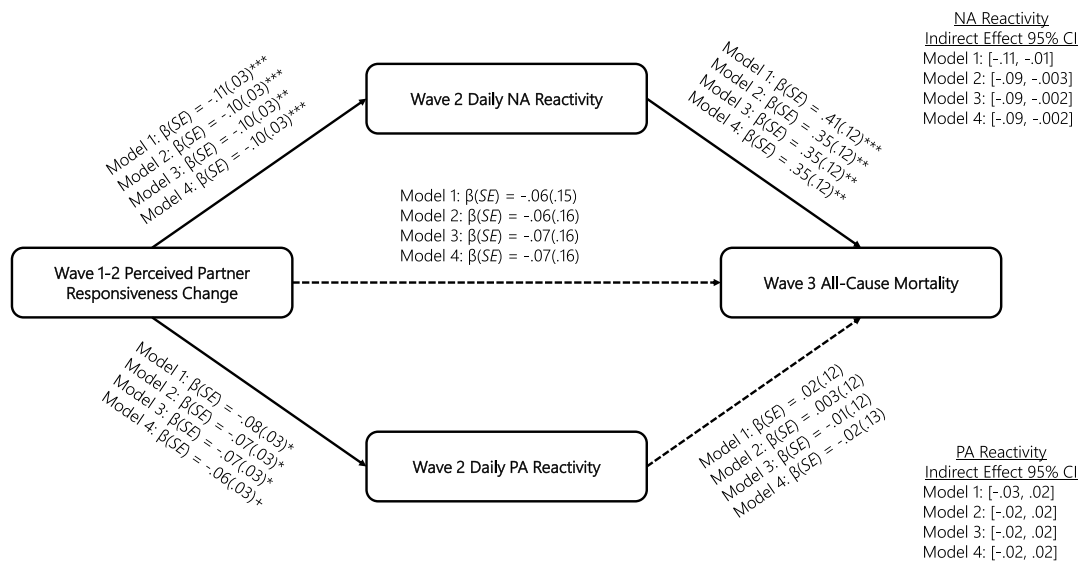 NA Reactivity
Indirect Effect 95% CI
Model 1: [-.11, -.01]
Model 2: [-.09, -.003]
Model 3: [-.09, -.002]
Model 4: [-.09, -.002]
Model 1: β(SE) = -.11(.03)***
Model 2: β(SE) = -.10(.03)***
Model 3: β(SE) = -.10(.03)**
Model 4: β(SE) = -.10(.03)***
Wave 2 Daily NA Reactivity
Model 1: β(SE) = .41(.12)***
Model 2: β(SE) = .35(.12)**
Model 3: β(SE) = .35(.12)**
Model 4: β(SE) = .35(.12)**
Model 1: β(SE) = -.06(.15)
Model 2: β(SE) = -.06(.16)
Model 3: β(SE) = -.07(.16)
Model 4: β(SE) = -.07(.16)
Wave 1-2 Perceived Partner
Responsiveness Change
Wave 3 All-Cause Mortality
Model 1: β(SE) = -.08(.03)*
Model 2: β(SE) = -.07(.03)*
Model 3: β(SE) = -.07(.03)*
Model 4: β(SE) = -.06(.03)+
Wave 2 Daily PA Reactivity
Model 1: β(SE) = .02(.12)
Model 2: β(SE) = .003(.12)
Model 3: β(SE) = -.01(.12)
Model 4: β(SE) = -.02(.13)
PA Reactivity
Indirect Effect 95% CI
Model 1: [-.03, .02]
Model 2: [-.02, .02]
Model 3: [-.02, .02]
Model 4: [-.02, .02]